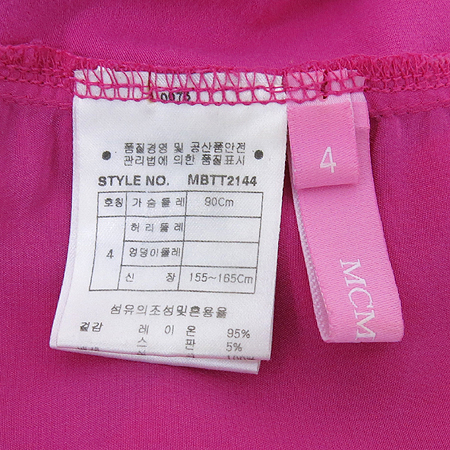 0075
품질경영 및 공산품안전
관리법에 의한 품질표시
STYLE NO. MBTT2144
호칭 가슴둘레 90Cm
허리둘레
4 엉덩이둘레
신 장 155~165Cm
섬유의조성및혼용율
겉감 레이온 95%
스판 5%
4
MCM